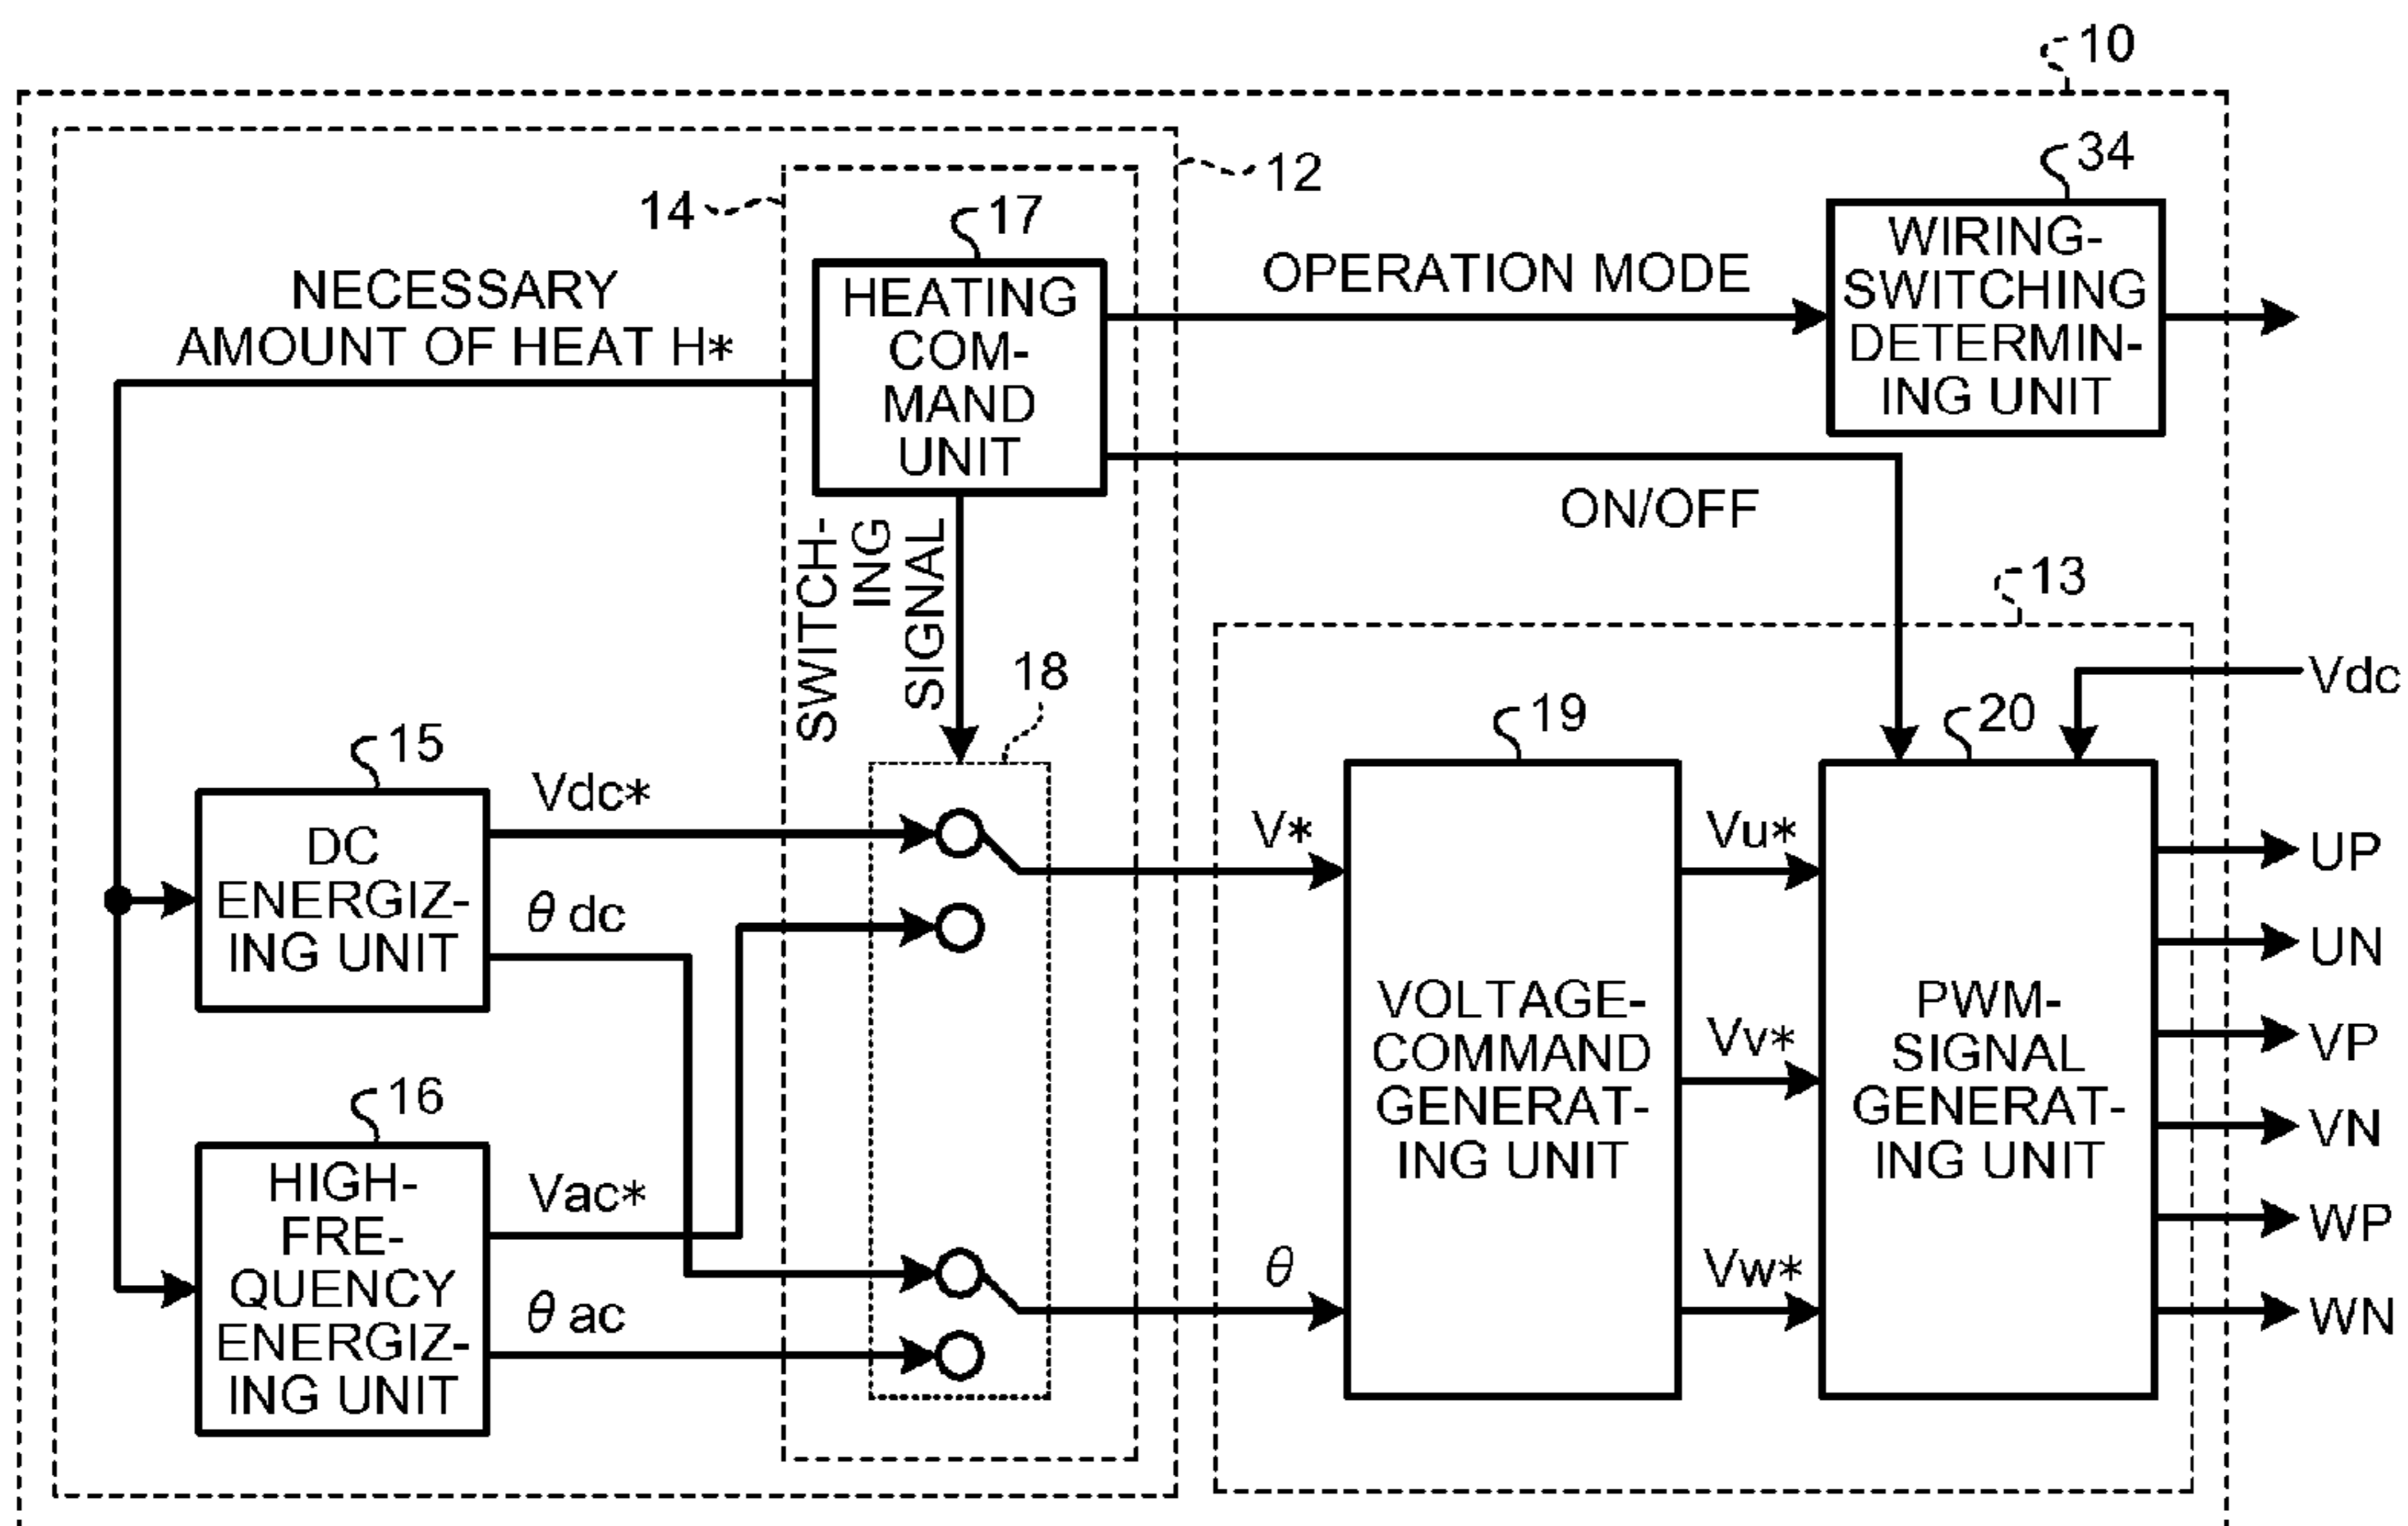 10
12
34
14
17
WIRING-
SWITCHING
DETERMIN-
ING UNIT
OPERATION MODE
HEATING
COM-
MAND
UNIT
NECESSARY
AMOUNT OF HEAT H*
ON/OFF
SWITCH-
ING
SIGNAL
13
18
Vdc
15
19
20
Vdc*
DC
ENERGIZ-
ING UNIT
θ dc
V*
Vu*
UP
UN
VOLTAGE-
COMMAND
GENERAT-
ING UNIT
Vv*
PWM-
SIGNAL
GENERAT-
ING UNIT
VP
VN
16
HIGH-
FRE-
QUENCY
ENERGIZ-
ING UNIT
Vac*
θ ac
θ
Vw*
WP
WN